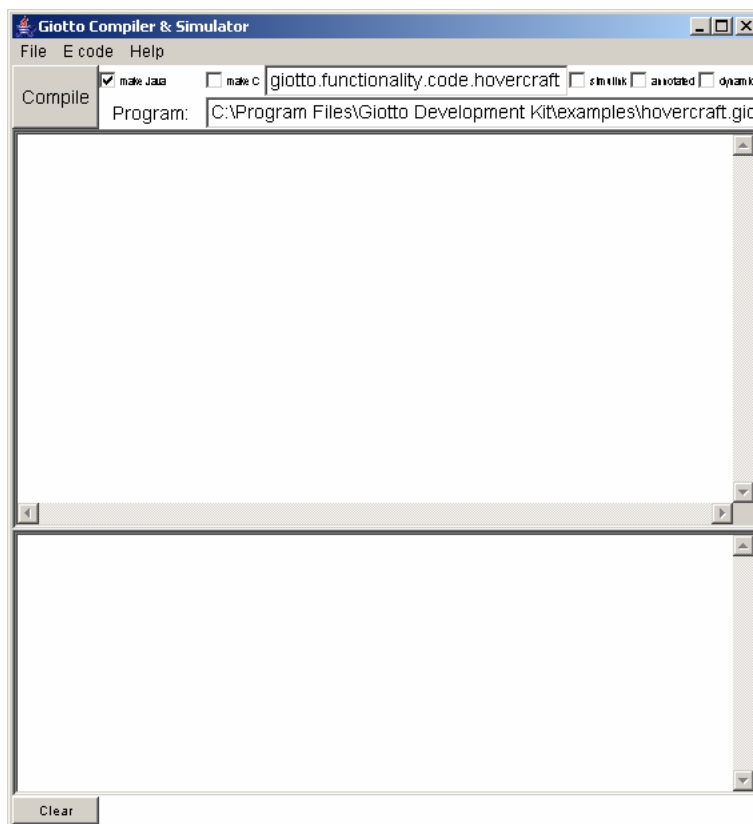 Giotto Compiler & Simulator
File E code Help
Compile make Java make C giotto.functionality.code.hovercraft simulink annotated dynamic
Program: C:\Program Files\Giotto Development Kit\examples\hovercraft.gio
Clear